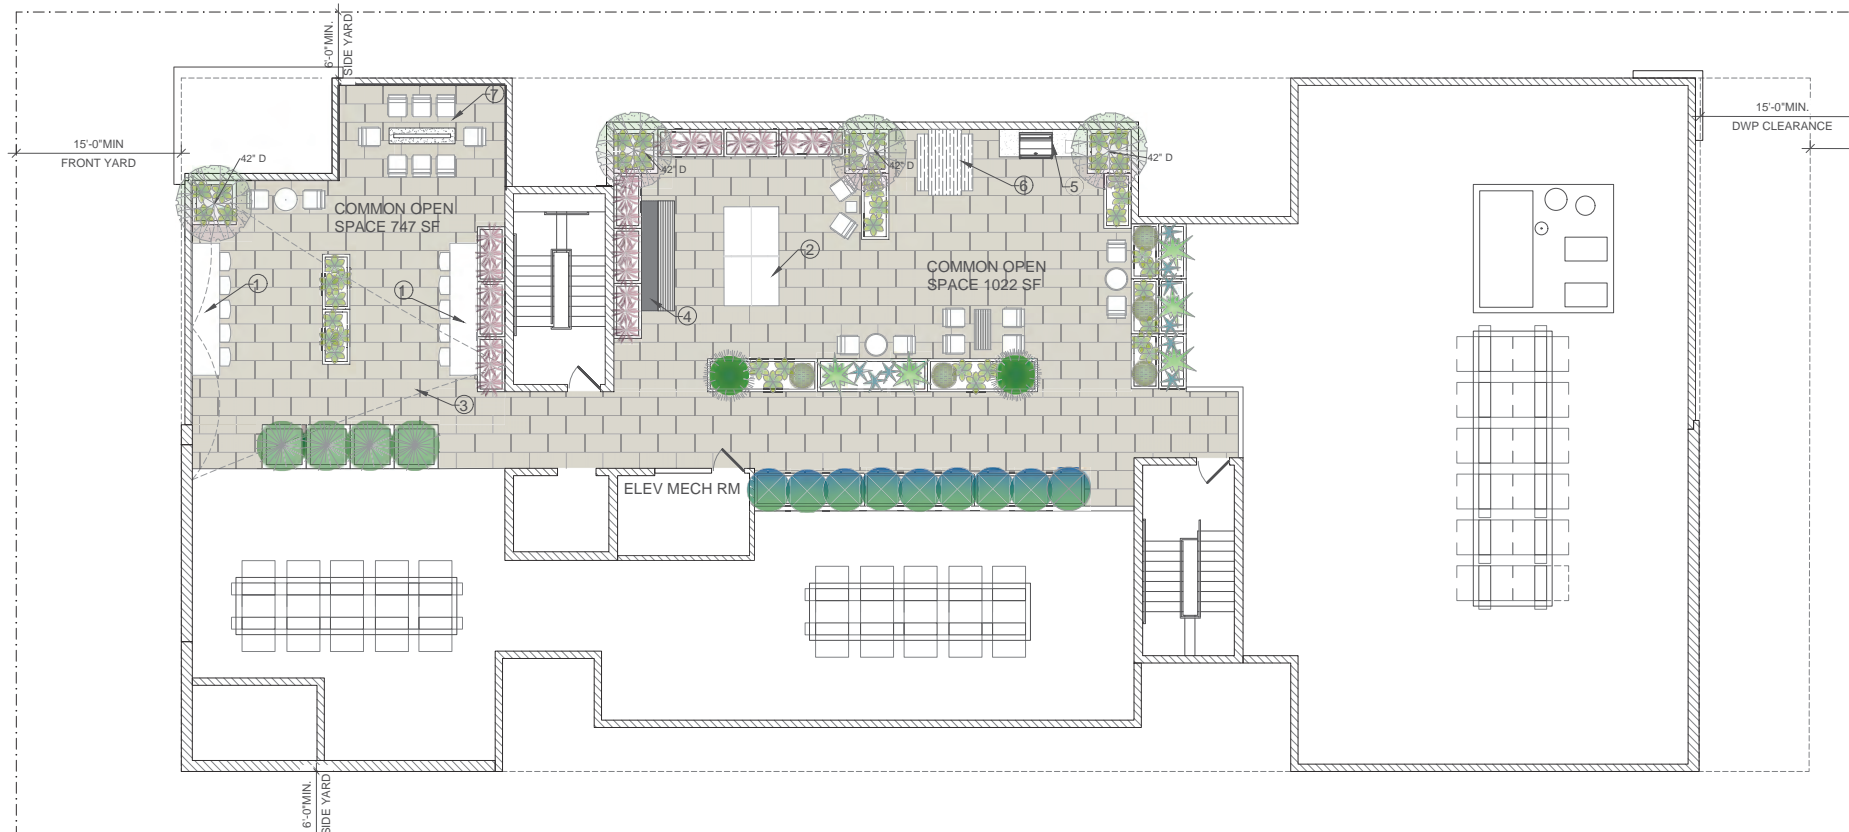 6'-0"MIN.
SIDE YARD
15'-0"MIN
FRONT YARD
15'-0"MIN.
DWP CLEARANCE
7
42" D
42" D
42" D
42" D
6
5
COMMON OPEN
SPACE 747 SF
2
COMMON OPEN
SPACE 1022 SF
1
1
4
3
ELEV MECH RM
6'-0"MIN.
SIDE YARD